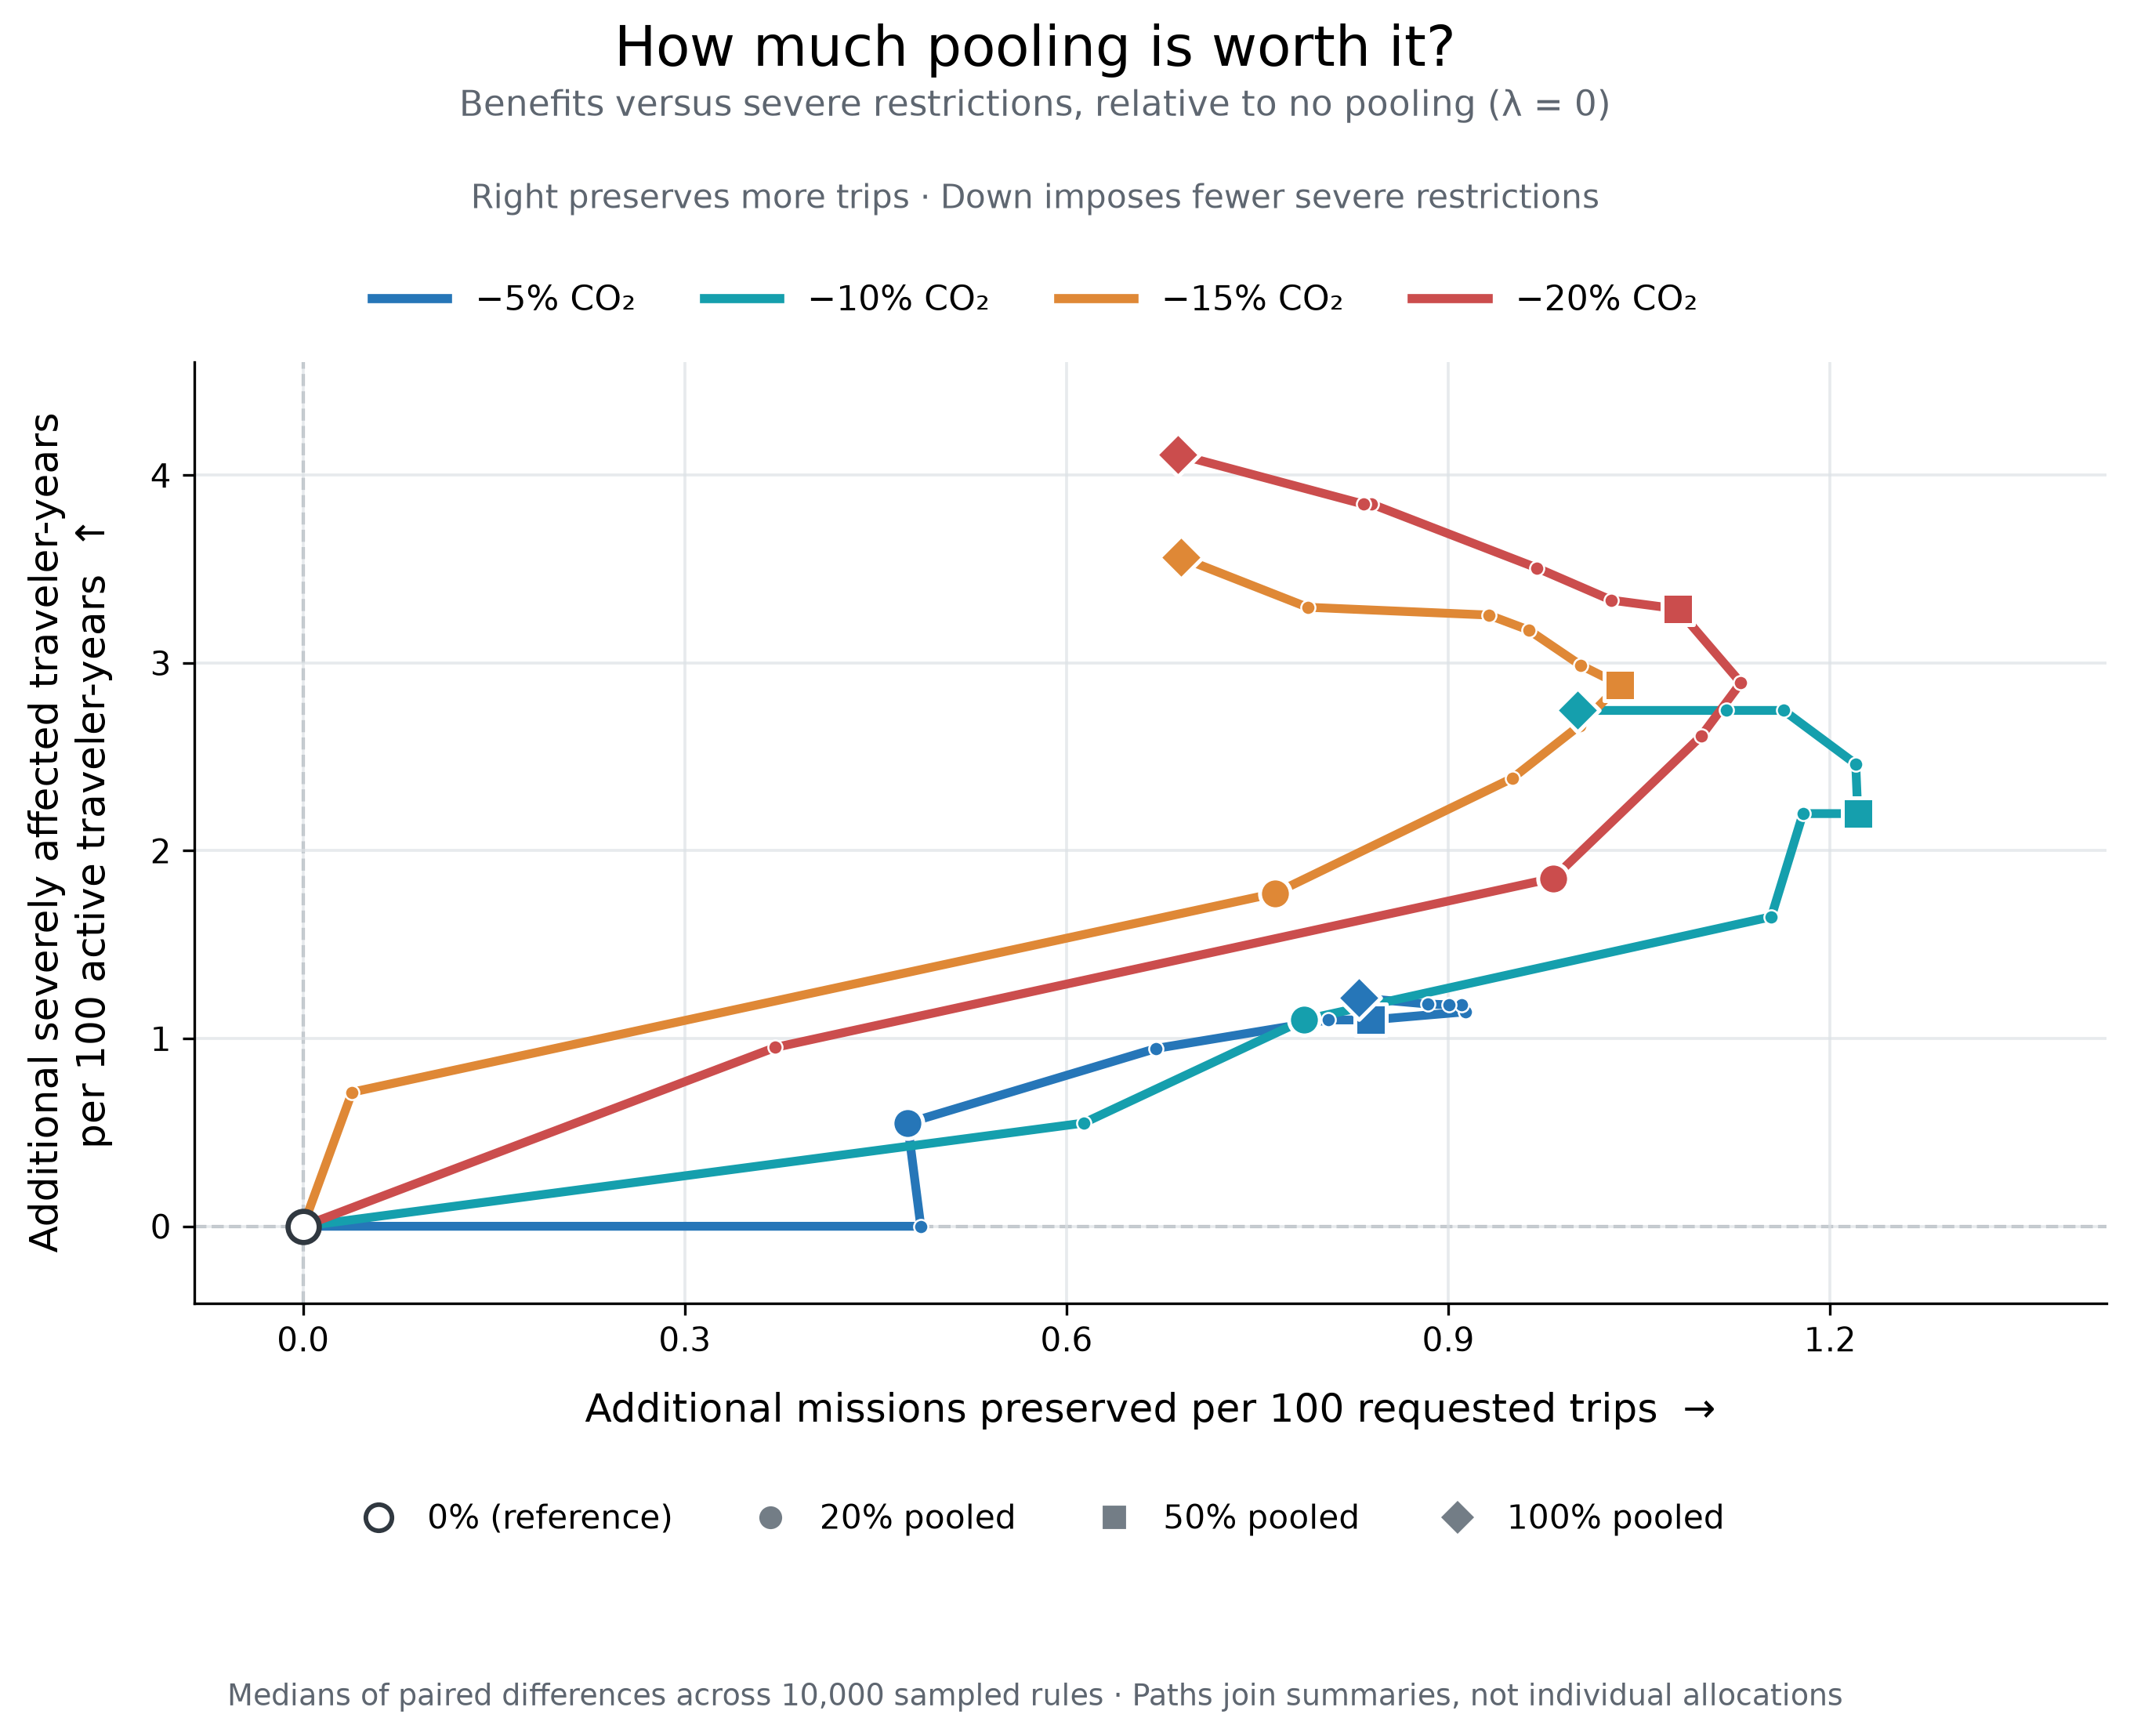 How much pooling is worth it?
Benefits versus severe restrictions, relative to no pooling (λ = 0)
Right preserves more trips · Down imposes fewer severe restrictions
−5% CO₂
−10% CO₂
−15% CO₂
−20% CO₂
Additional severely affected traveler-years
per 100 active traveler-years ↑
4
3
2
1
0
0.0
0.3
0.6
0.9
1.2
Additional missions preserved per 100 requested trips →
0% (reference)
20% pooled
50% pooled
100% pooled
Medians of paired differences across 10,000 sampled rules · Paths join summaries, not individual allocations